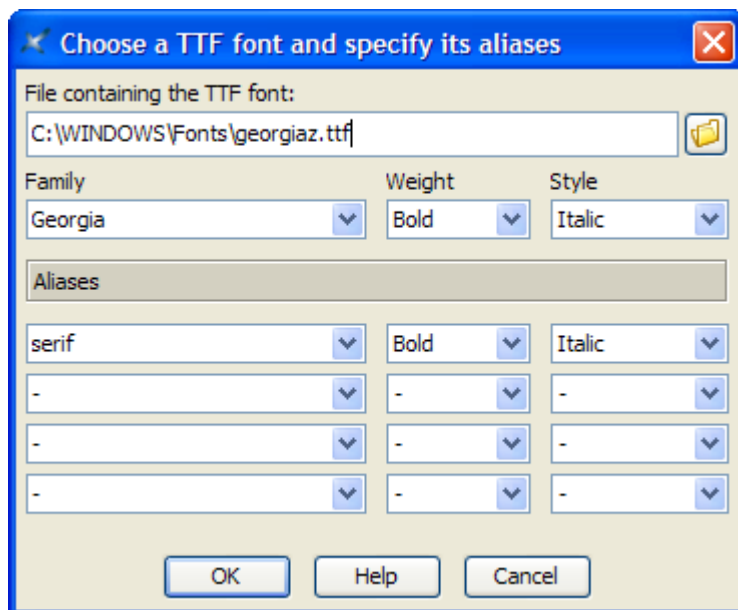 Choose a TTF font and specify its aliases
File containing the TTF font:
C:\WINDOWS\Fonts\georgiaz.ttf
Family Weight Style
Georgia Bold Italic
Aliases
serif Bold Italic
- - -
- - -
- - -
OK Help Cancel